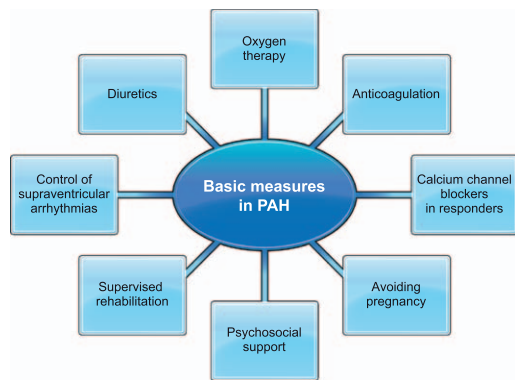 Oxygen
therapy
Diuretics
Anticoagulation
Control of
supraventricular
arrhythmias
Basic measures
in PAH
Calcium channel
blockers
in responders
Supervised
rehabilitation
Avoiding
pregnancy
Psychosocial
support